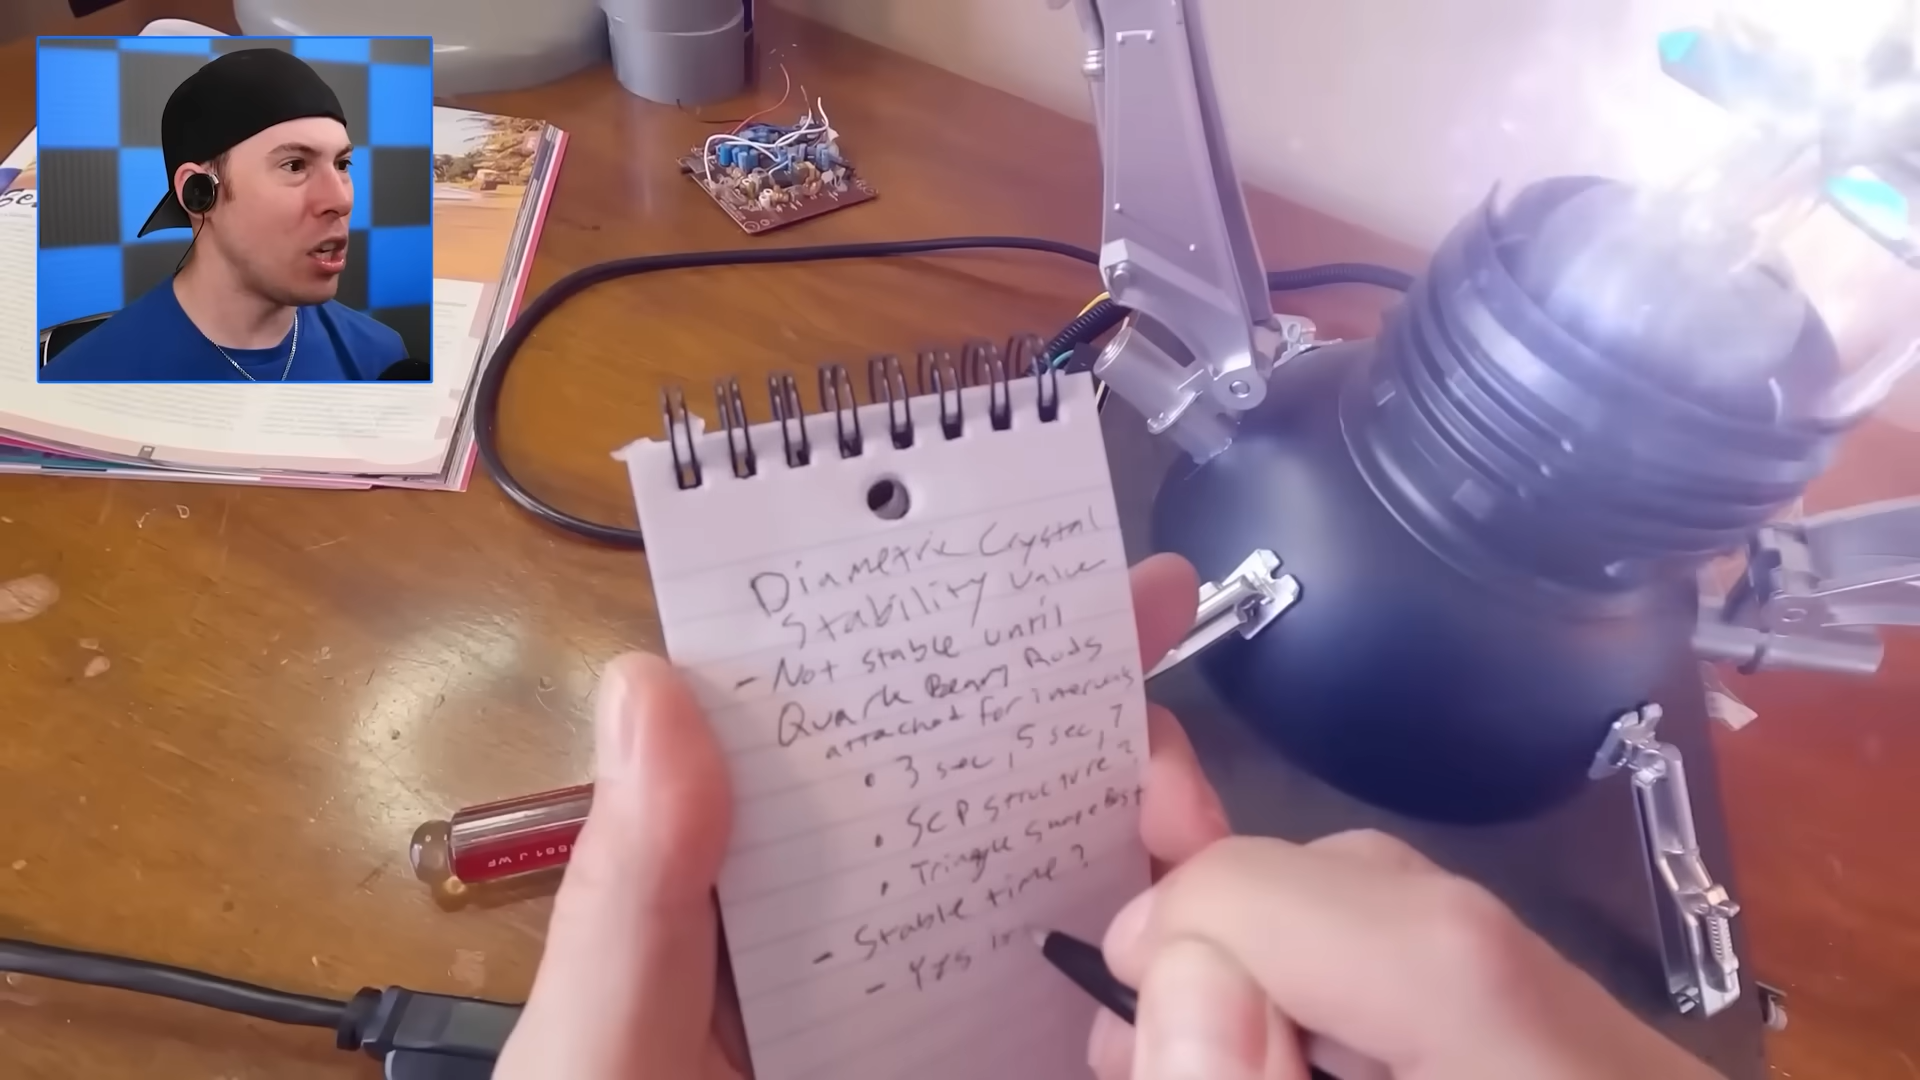 Diametric Crystal
Stability Value
- Not stable until
Quark Beam Rods
attached for intervals
• 3 sec, 5 sec, 7
• SCP structure?
• Triangle Shape Best
- Stable time?
- Yes